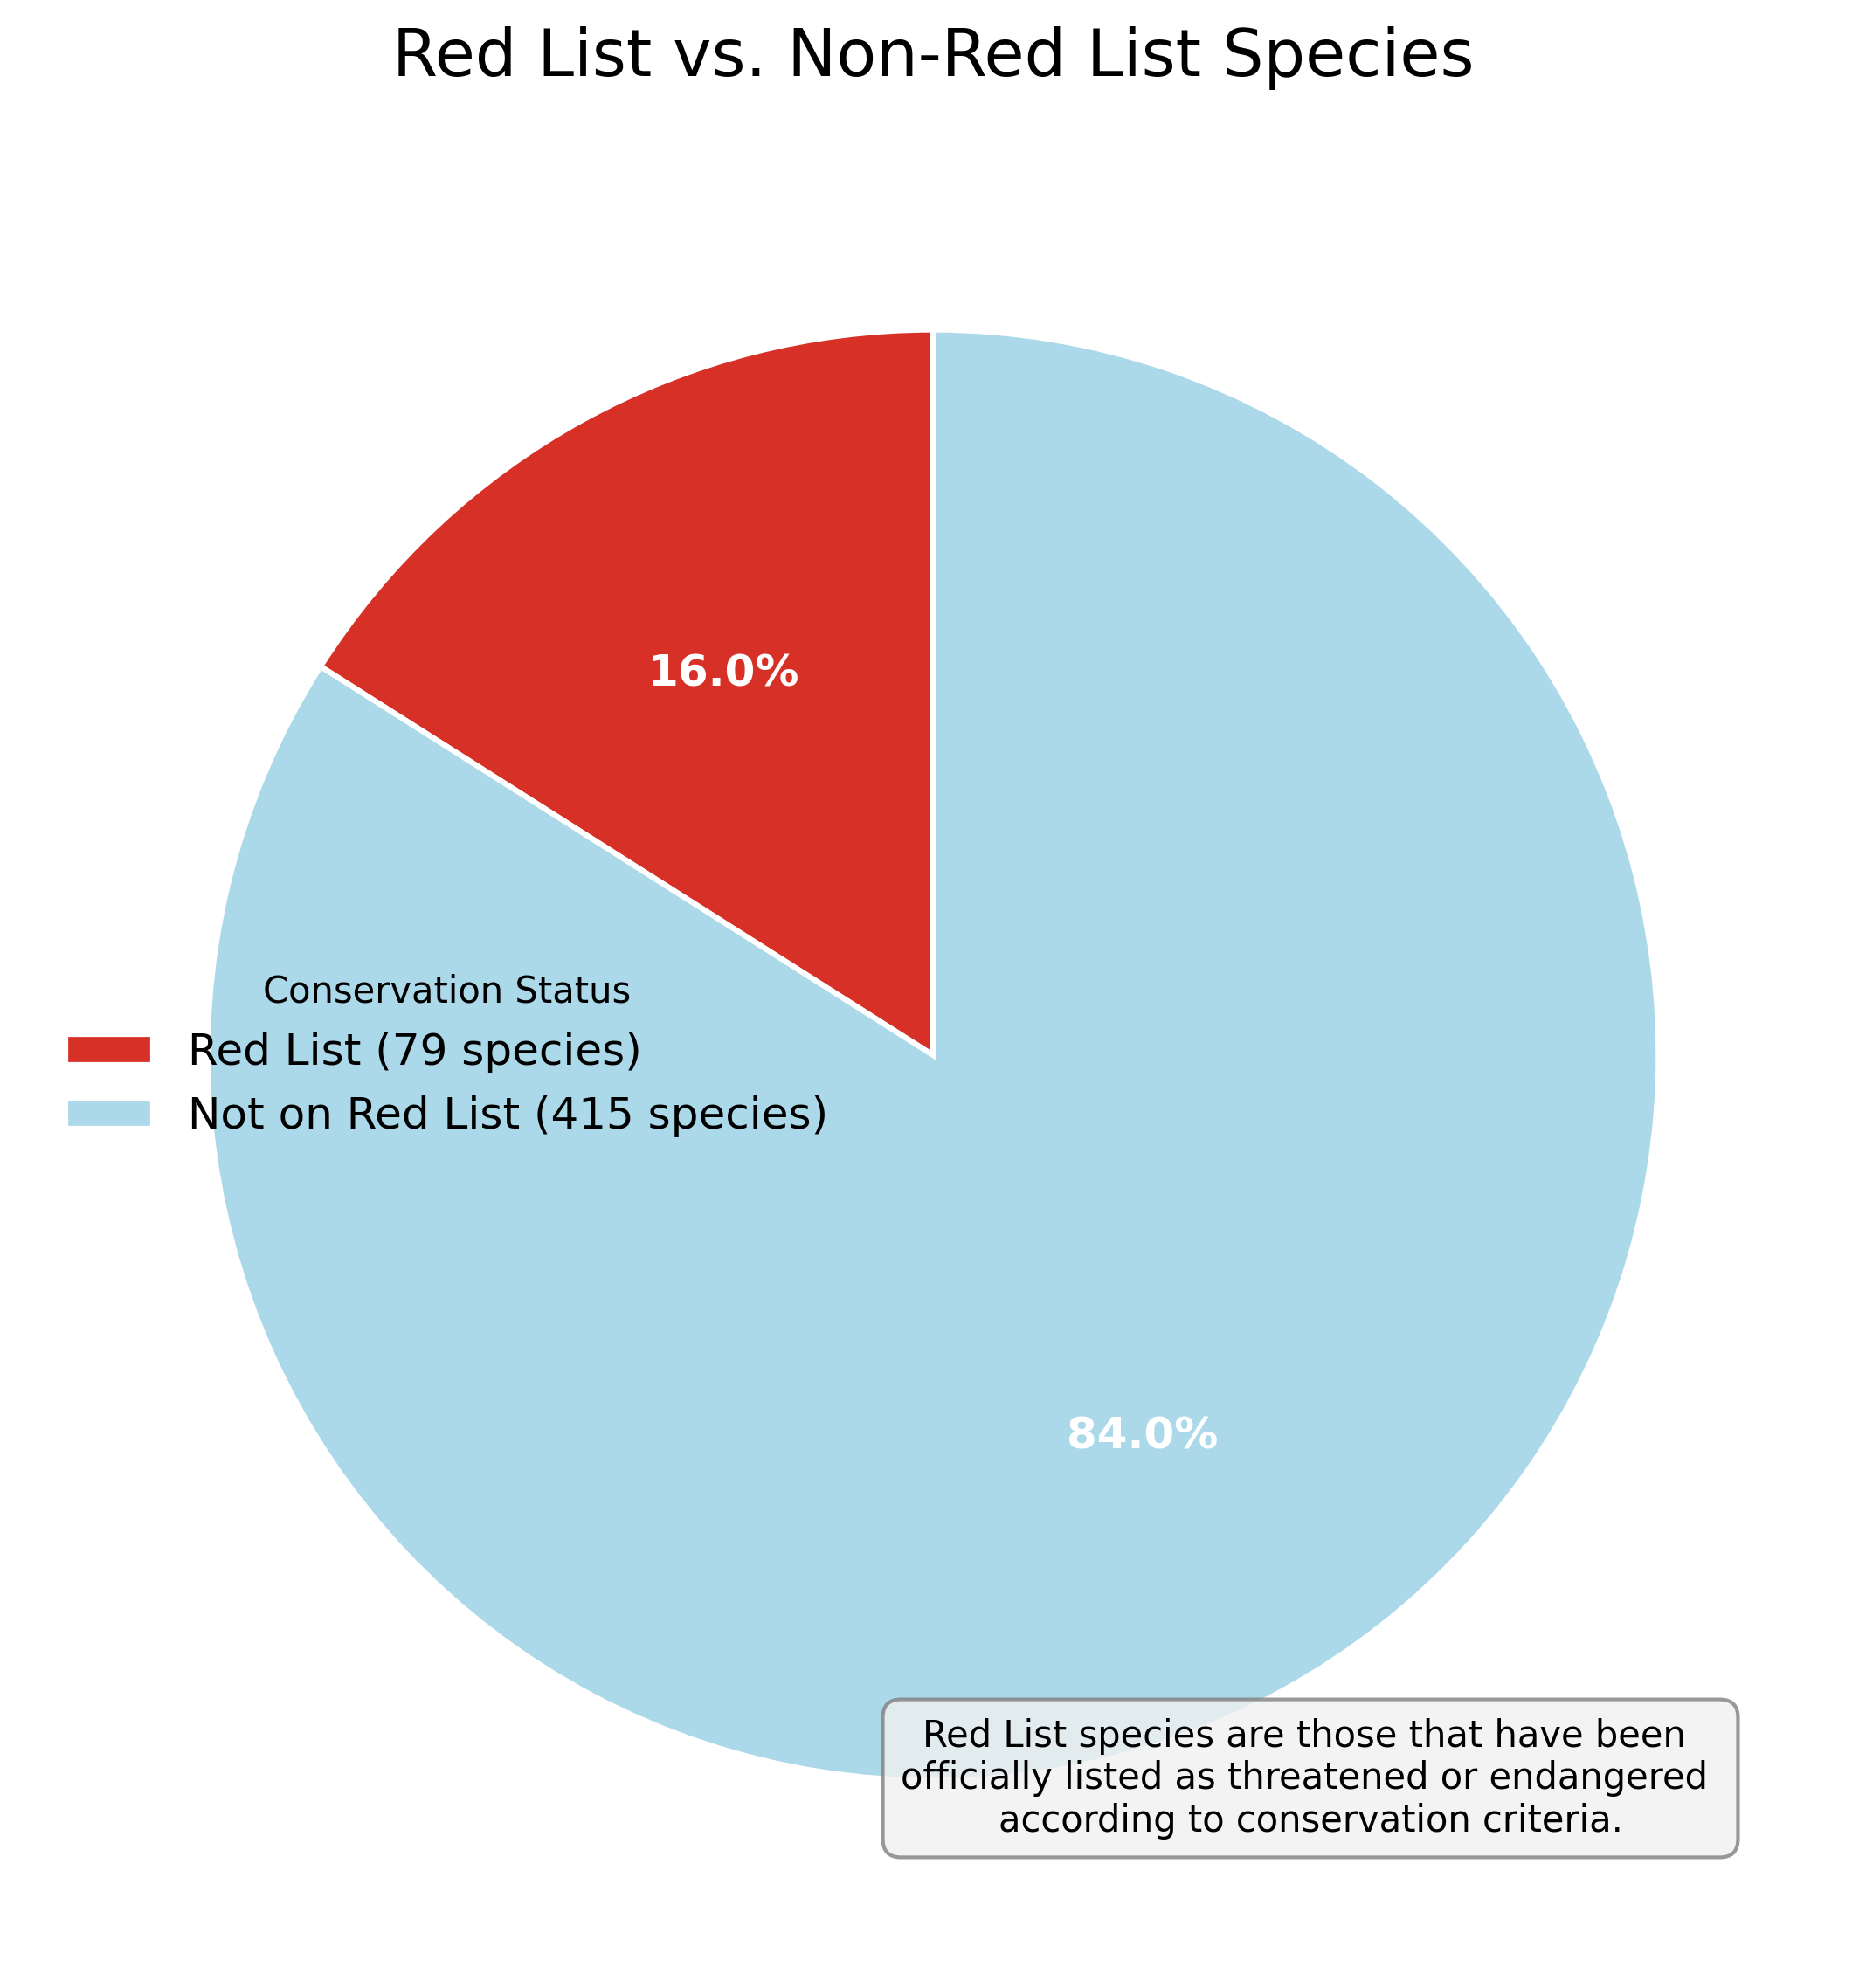 Red List vs. Non-Red List Species
16.0%
Conservation Status
Red List (79 species)
Not on Red List (415 species)
84.0%
Red List species are those that have been
officially listed as threatened or endangered
according to conservation criteria.